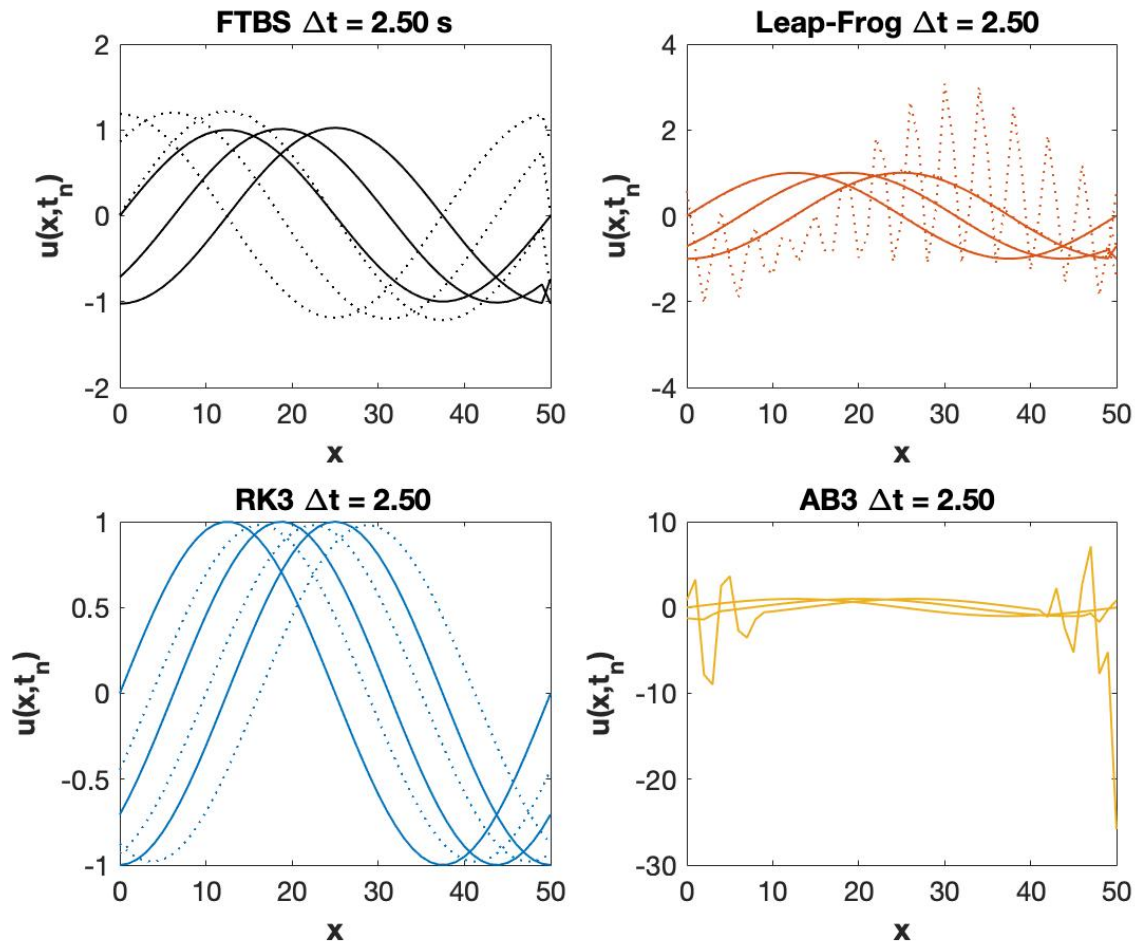 FTBS Δt = 2.50 s
2
1
0
-1
-2
u(x,tₙ)
0 10 20 30 40 50
x
Leap-Frog Δt = 2.50
4
2
0
-2
-4
u(x,tₙ)
0 10 20 30 40 50
x
RK3 Δt = 2.50
1
0.5
0
-0.5
-1
u(x,tₙ)
0 10 20 30 40 50
x
AB3 Δt = 2.50
10
0
-10
-20
-30
u(x,tₙ)
0 10 20 30 40 50
x